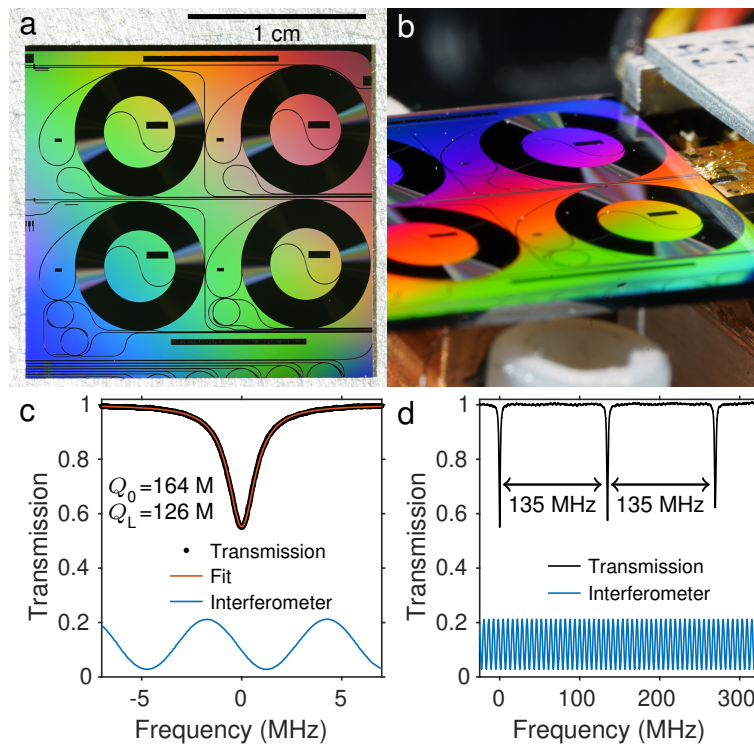 a
1 cm
b
c
1
0.8
0.6
0.4
0.2
0
Transmission
Q0=164 M
QL=126 M
Transmission
Fit
Interferometer
-5
0
5
Frequency (MHz)
d
1
0.8
0.6
0.4
0.2
0
Transmission
135 MHz
135 MHz
Transmission
Interferometer
0
100
200
300
Frequency (MHz)